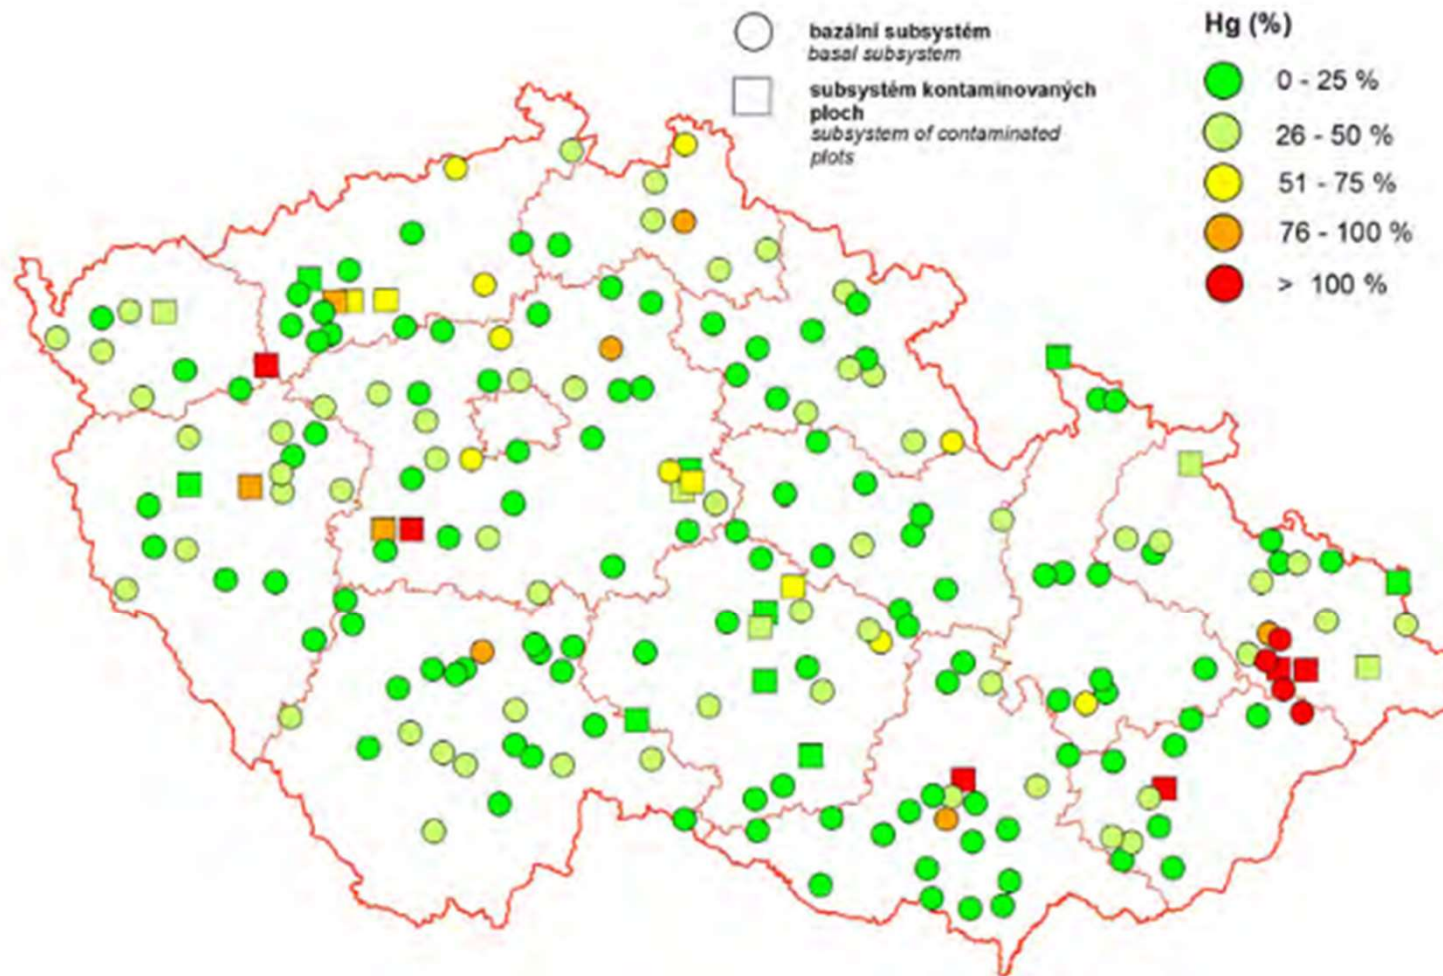 bazální subsystém
basal subsystem
subsystém kontaminovaných
ploch
subsystem of contaminated
plots
Hg (%)
0 - 25 %
26 - 50 %
51 - 75 %
76 - 100 %
> 100 %